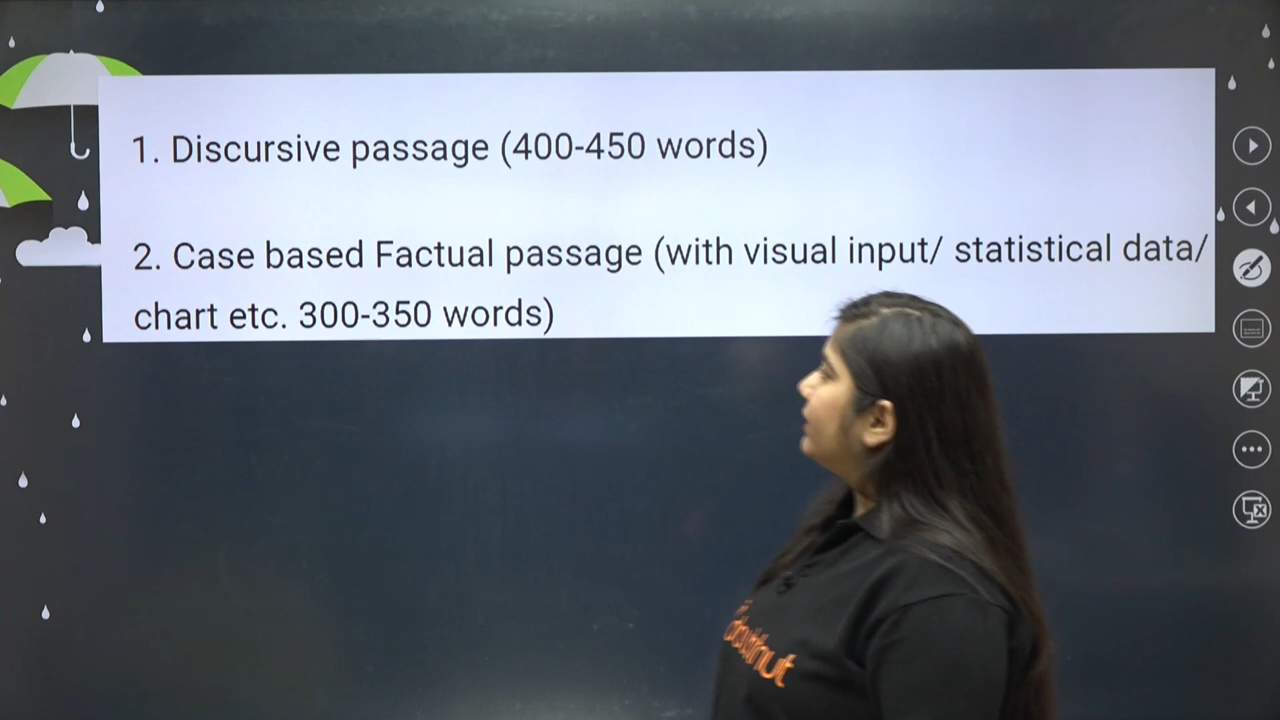 1. Discursive passage (400-450 words)
2. Case based Factual passage (with visual input/ statistical data/
chart etc. 300-350 words)
doubtnut